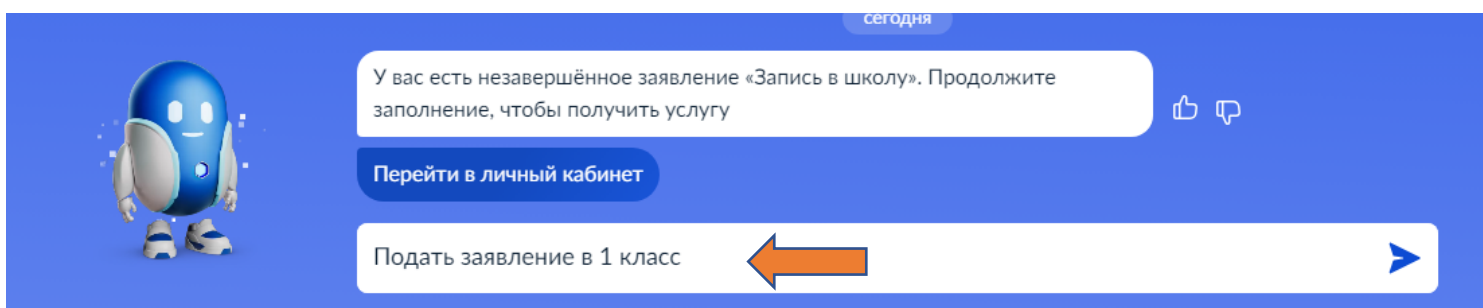 сегодня
У вас есть незавершённое заявление «Запись в школу». Продолжите
заполнение, чтобы получить услугу
Перейти в личный кабинет
Подать заявление в 1 класс